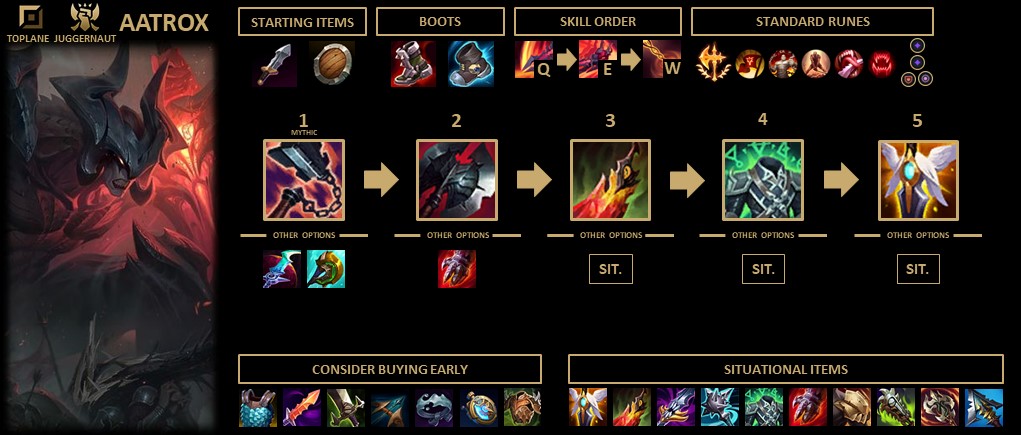 TOPLANE JUGGERNAUT
AATROX
STARTING ITEMS
BOOTS
SKILL ORDER
STANDARD RUNES
Q E W
1 2 3 4 5
MYTHIC
OTHER OPTIONS OTHER OPTIONS OTHER OPTIONS OTHER OPTIONS OTHER OPTIONS
SIT. SIT. SIT.
CONSIDER BUYING EARLY
SITUATIONAL ITEMS